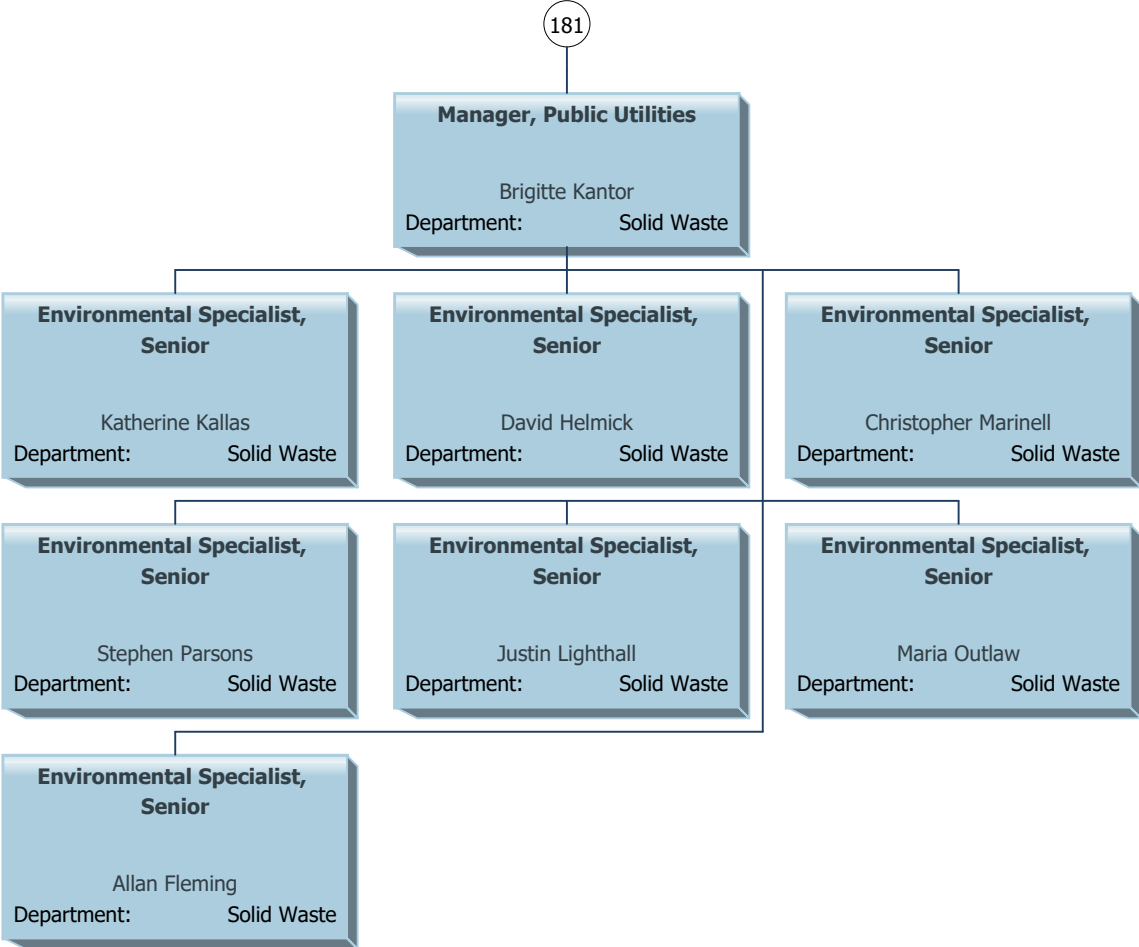 181
Manager, Public Utilities
Brigitte Kantor
Department: Solid Waste
Environmental Specialist,
Senior
Katherine Kallas
Department: Solid Waste
Environmental Specialist,
Senior
David Helmick
Department: Solid Waste
Environmental Specialist,
Senior
Christopher Marinell
Department: Solid Waste
Environmental Specialist,
Senior
Stephen Parsons
Department: Solid Waste
Environmental Specialist,
Senior
Justin Lighthall
Department: Solid Waste
Environmental Specialist,
Senior
Maria Outlaw
Department: Solid Waste
Environmental Specialist,
Senior
Allan Fleming
Department: Solid Waste